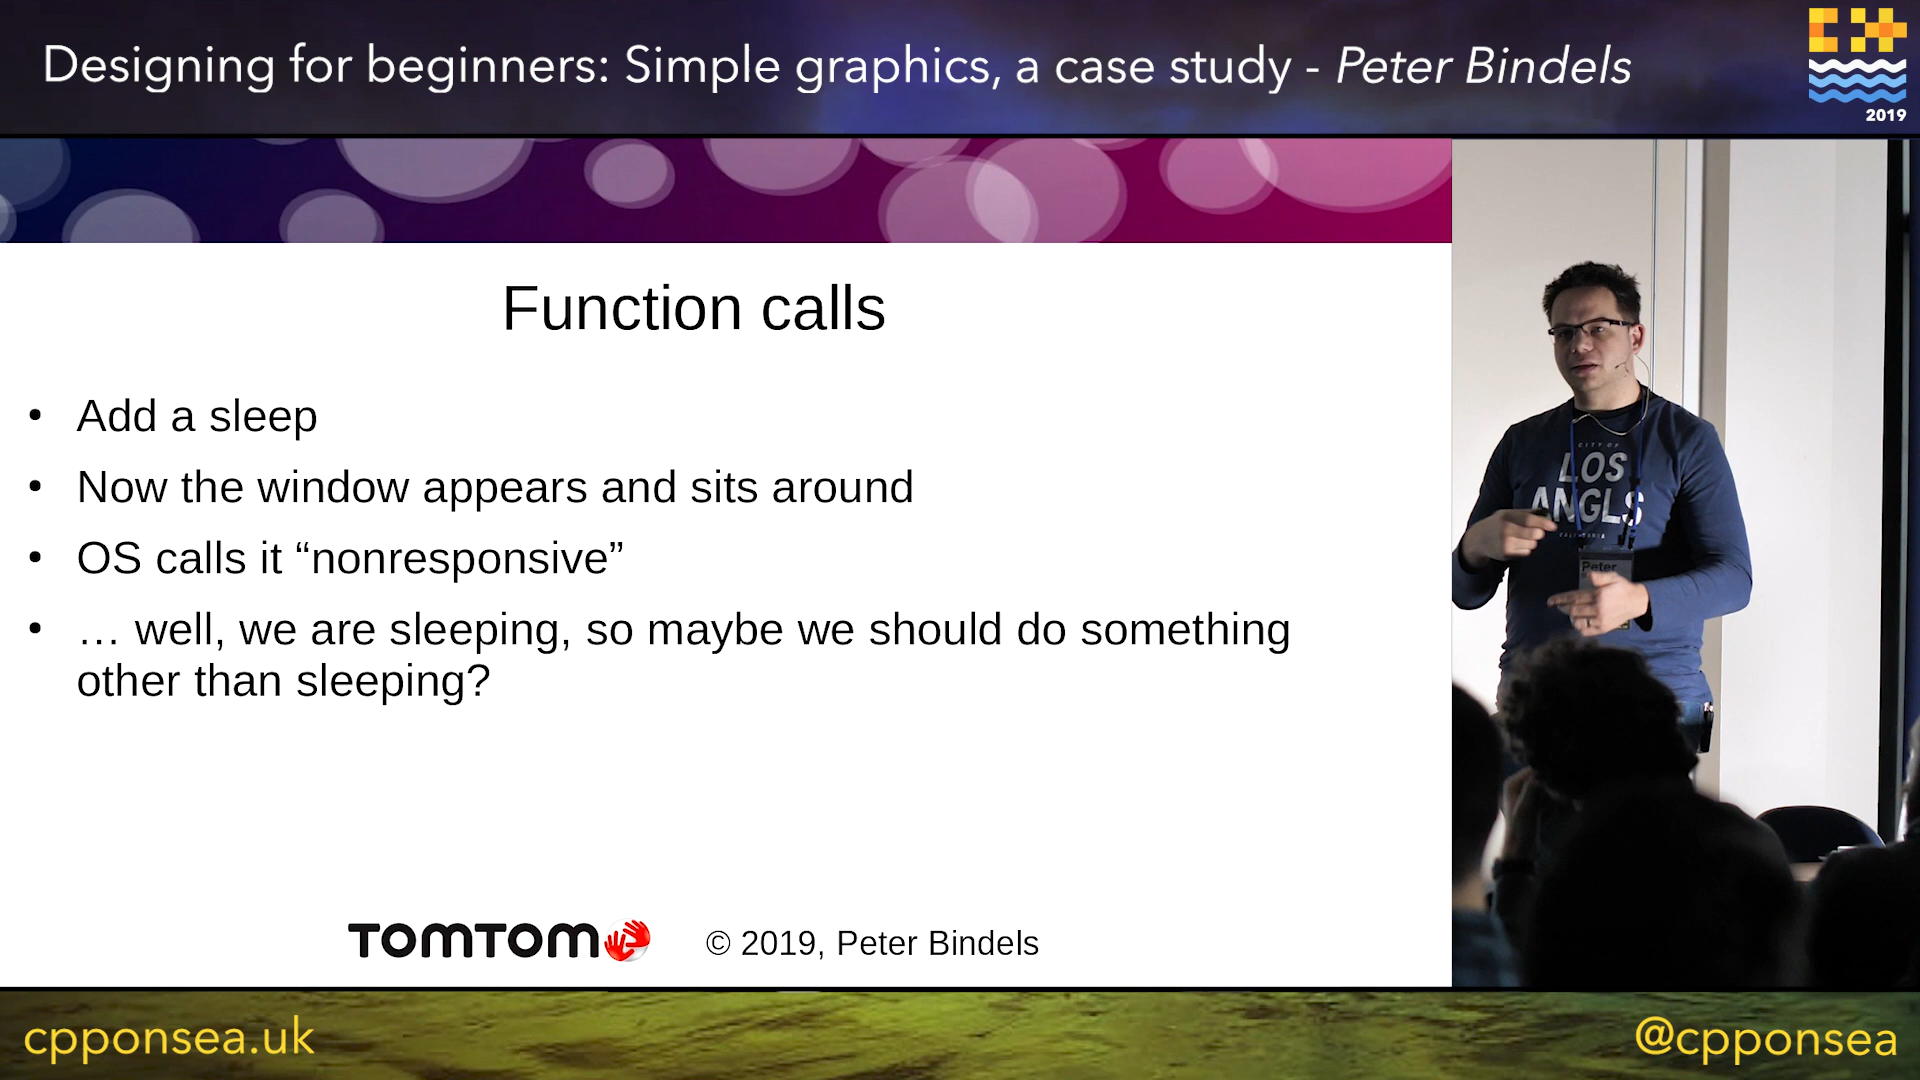 Designing for beginners: Simple graphics, a case study - Peter Bindels
2019
Function calls
• Add a sleep
• Now the window appears and sits around
• OS calls it “nonresponsive”
• … well, we are sleeping, so maybe we should do something
other than sleeping?
CITY OF
LOS
ANGLS
Peter
TOMTOM
© 2019, Peter Bindels
cpponsea.uk
@cpponsea